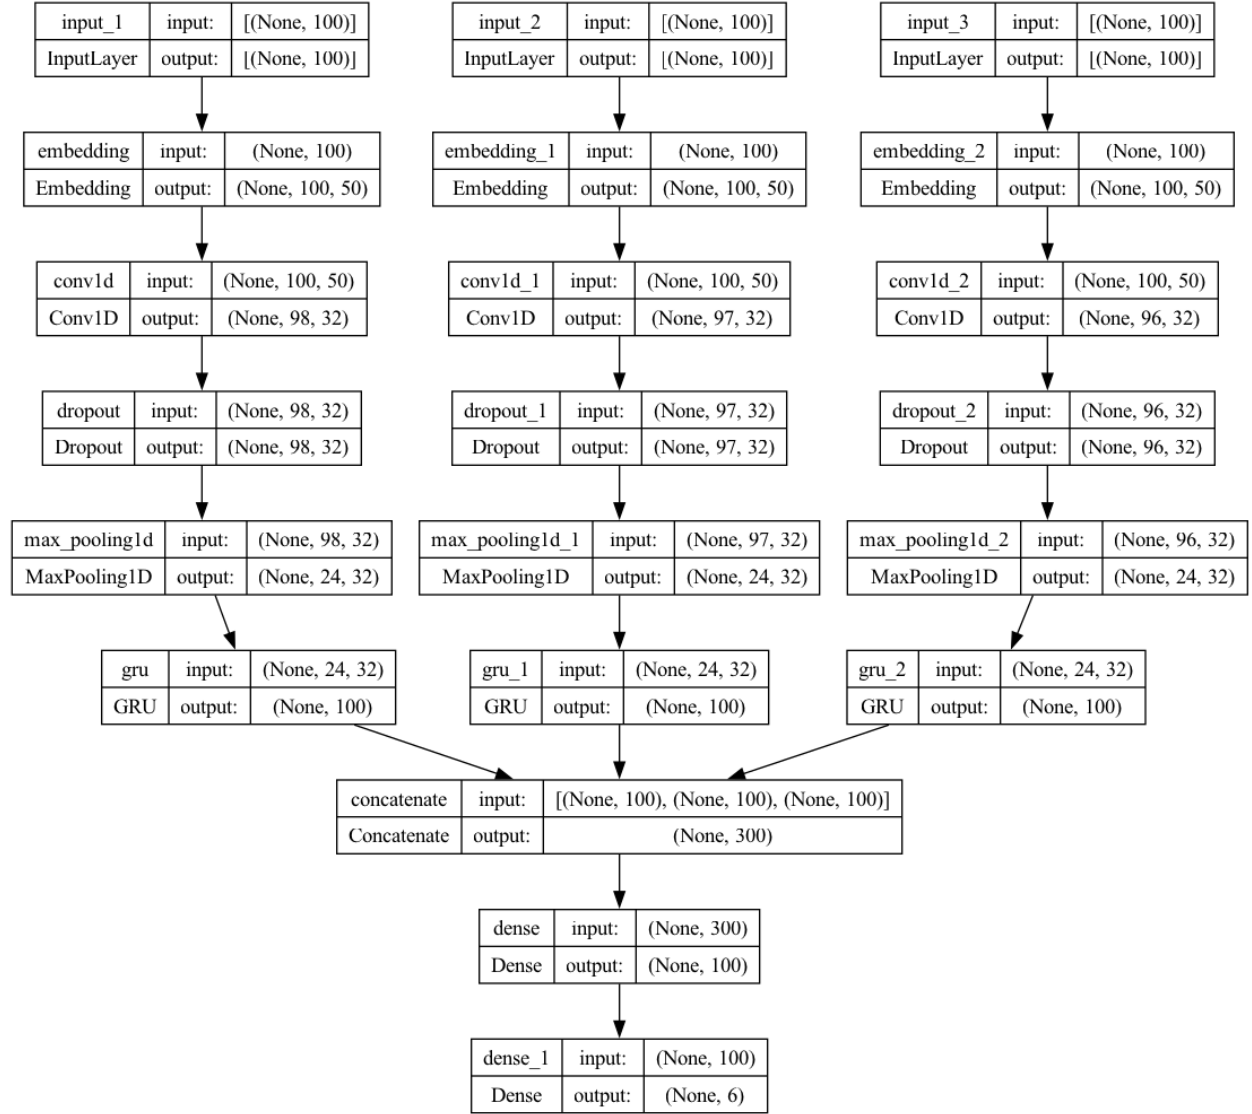 input_1 input: [(None, 100)] input_2 input: [(None, 100)] input_3 input: [(None, 100)]
InputLayer output: [(None, 100)] InputLayer output: [(None, 100)] InputLayer output: [(None, 100)]
embedding input: (None, 100) embedding_1 input: (None, 100) embedding_2 input: (None, 100)
Embedding output: (None, 100, 50) Embedding output: (None, 100, 50) Embedding output: (None, 100, 50)
conv1d input: (None, 100, 50) conv1d_1 input: (None, 100, 50) conv1d_2 input: (None, 100, 50)
Conv1D output: (None, 98, 32) Conv1D output: (None, 97, 32) Conv1D output: (None, 96, 32)
dropout input: (None, 98, 32) dropout_1 input: (None, 97, 32) dropout_2 input: (None, 96, 32)
Dropout output: (None, 98, 32) Dropout output: (None, 97, 32) Dropout output: (None, 96, 32)
max_pooling1d input: (None, 98, 32) max_pooling1d_1 input: (None, 97, 32) max_pooling1d_2 input: (None, 96, 32)
MaxPooling1D output: (None, 24, 32) MaxPooling1D output: (None, 24, 32) MaxPooling1D output: (None, 24, 32)
gru input: (None, 24, 32) gru_1 input: (None, 24, 32) gru_2 input: (None, 24, 32)
GRU output: (None, 100) GRU output: (None, 100) GRU output: (None, 100)
concatenate input: [(None, 100), (None, 100), (None, 100)]
Concatenate output: (None, 300)
dense input: (None, 300)
Dense output: (None, 100)
dense_1 input: (None, 100)
Dense output: (None, 6)